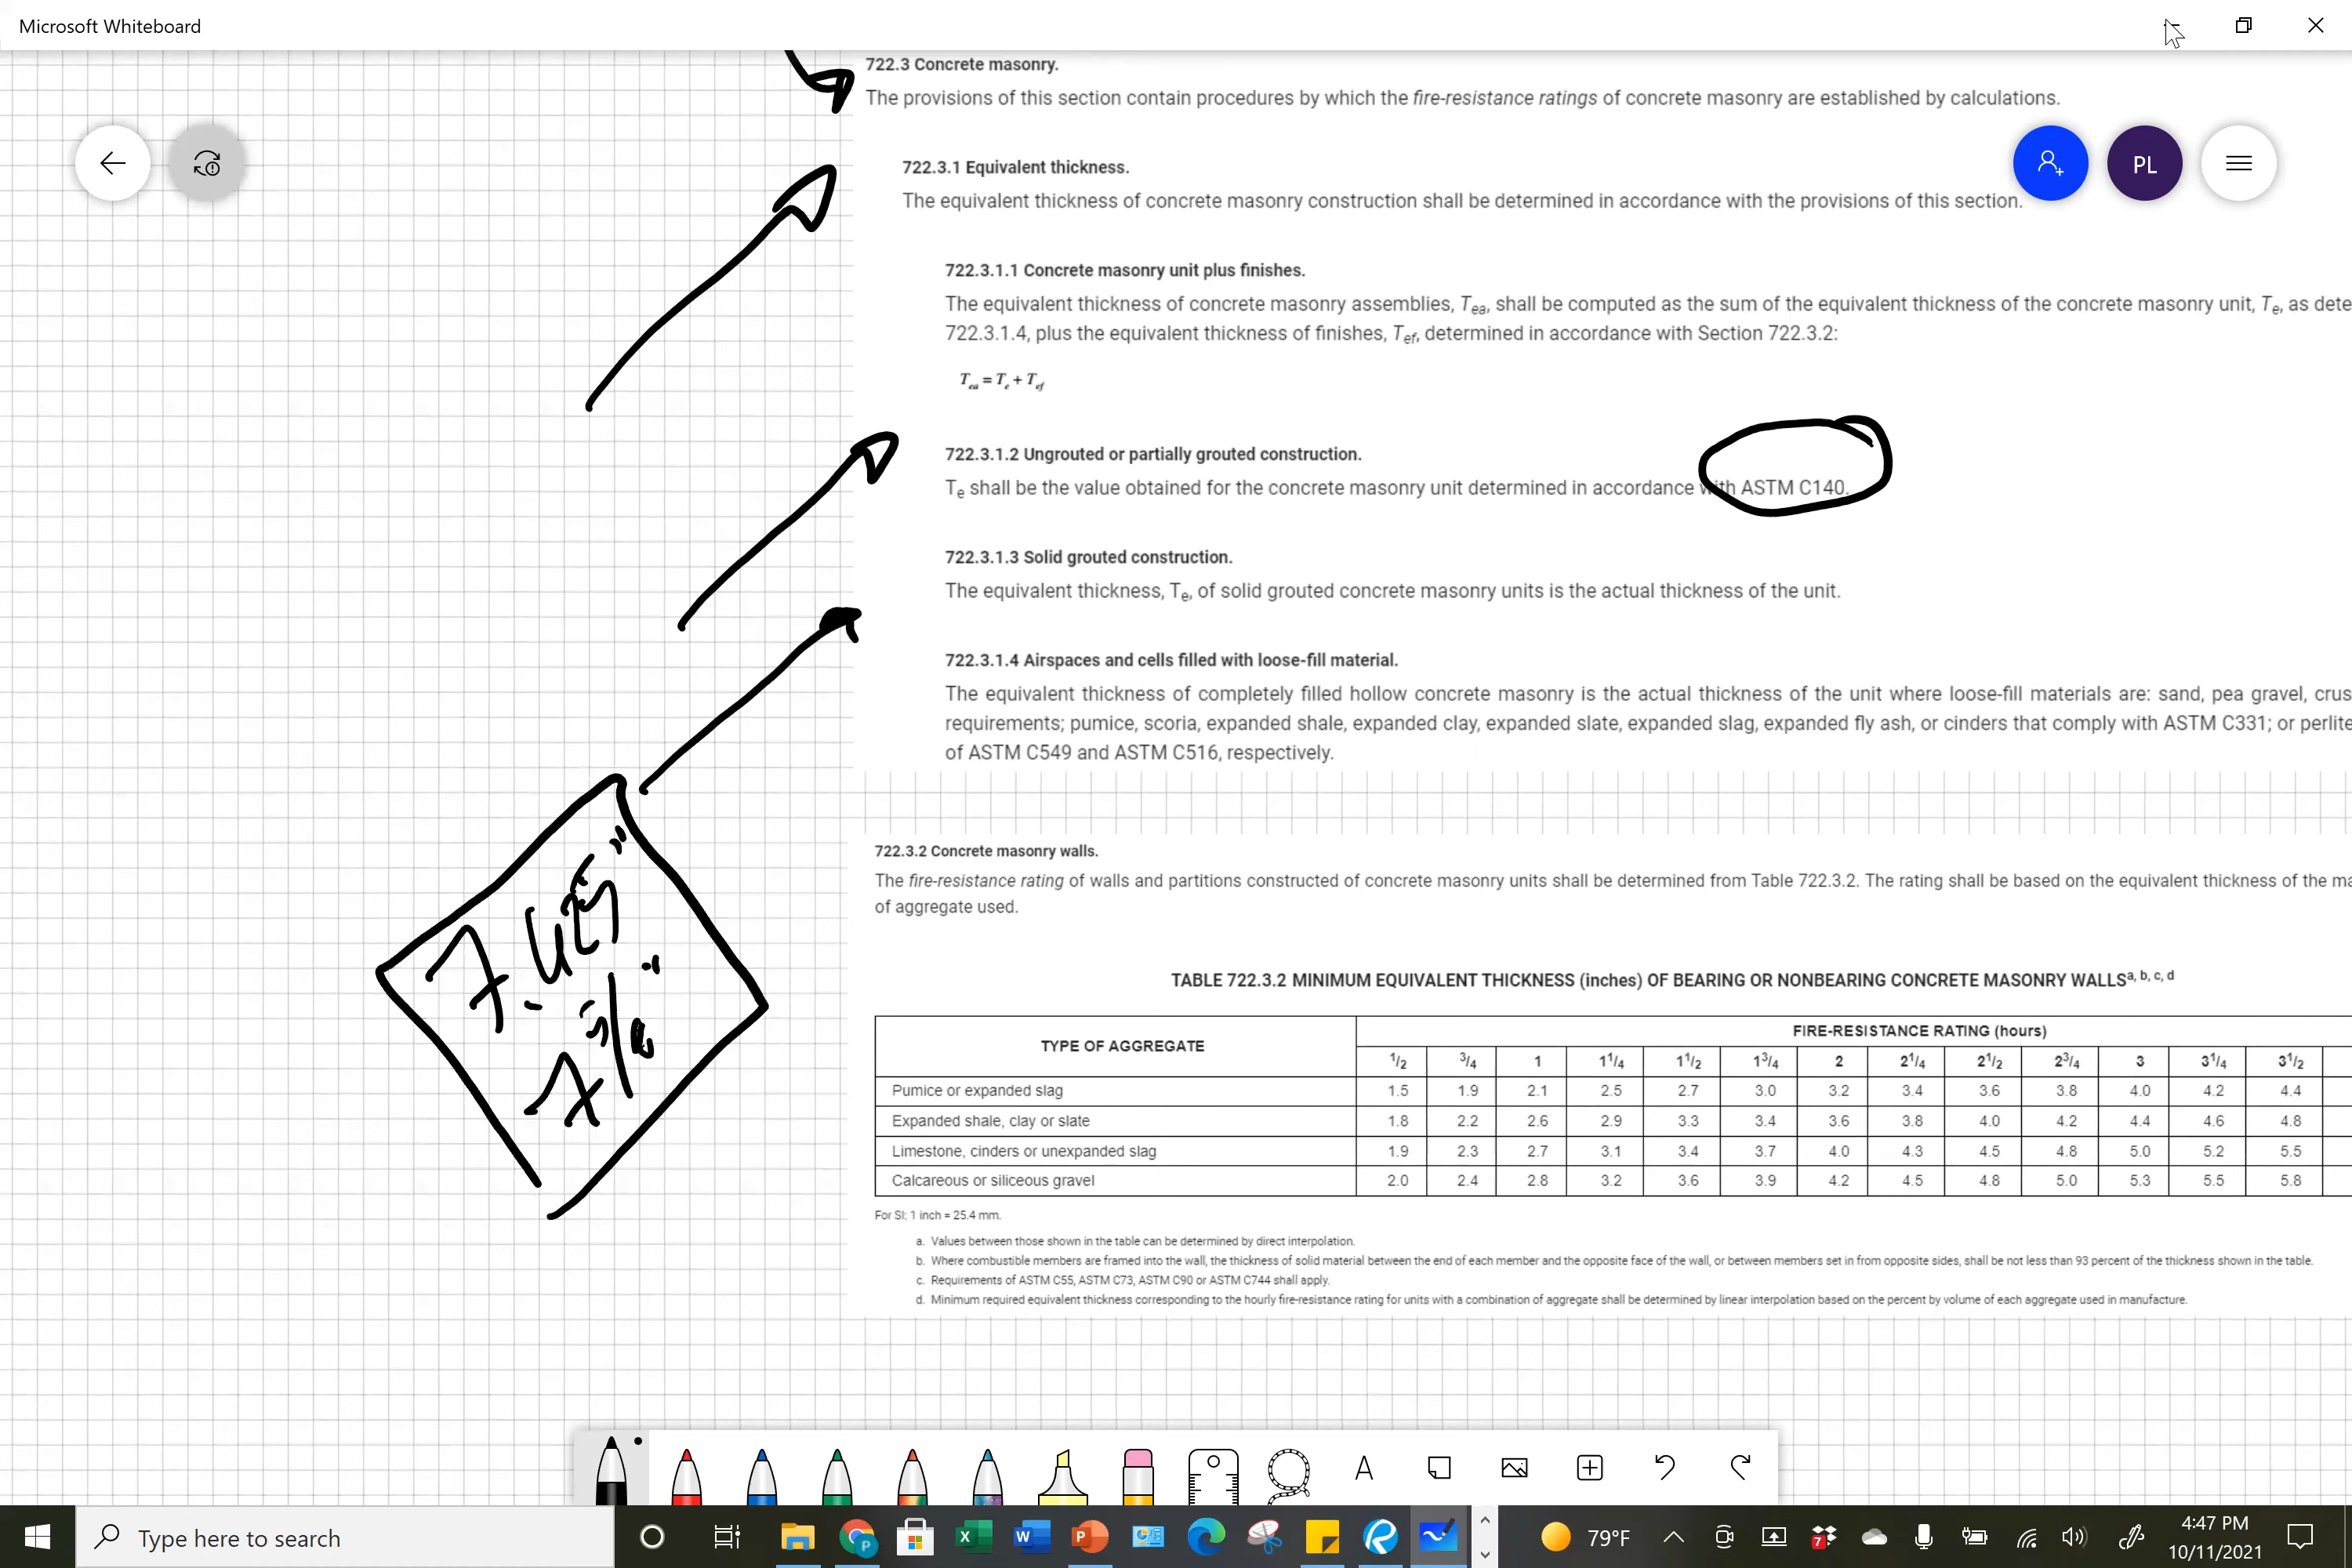 Microsoft Whiteboard
722.3 Concrete masonry.
The provisions of this section contain procedures by which the fire-resistance ratings of concrete masonry are established by calculations.
PL
722.3.1 Equivalent thickness.
The equivalent thickness of concrete masonry construction shall be determined in accordance with the provisions of this section.
722.3.1.1 Concrete masonry unit plus finishes.
The equivalent thickness of concrete masonry assemblies, Tea, shall be computed as the sum of the equivalent thickness of the concrete masonry unit, Te, as dete
722.3.1.4, plus the equivalent thickness of finishes, Tef, determined in accordance with Section 722.3.2:
Tea = Te + Tef
722.3.1.2 Ungrouted or partially grouted construction.
Te shall be the value obtained for the concrete masonry unit determined in accordance with ASTM C140.
722.3.1.3 Solid grouted construction.
The equivalent thickness, Te, of solid grouted concrete masonry units is the actual thickness of the unit.
722.3.1.4 Airspaces and cells filled with loose-fill material.
The equivalent thickness of completely filled hollow concrete masonry is the actual thickness of the unit where loose-fill materials are: sand, pea gravel, crus
requirements; pumice, scoria, expanded shale, expanded clay, expanded slate, expanded slag, expanded fly ash, or cinders that comply with ASTM C331; or perlite
of ASTM C549 and ASTM C516, respectively.
722.3.2 Concrete masonry walls.
The fire-resistance rating of walls and partitions constructed of concrete masonry units shall be determined from Table 722.3.2. The rating shall be based on the equivalent thickness of the ma
of aggregate used.
TABLE 722.3.2 MINIMUM EQUIVALENT THICKNESS (inches) OF BEARING OR NONBEARING CONCRETE MASONRY WALLSa, b, c, d
TYPE OF AGGREGATE FIRE-RESISTANCE RATING (hours)
1/2 3/4 1 1 1/4 1 1/2 1 3/4 2 2 1/4 2 1/2 2 3/4 3 3 1/4 3 1/2
Pumice or expanded slag 1.5 1.9 2.1 2.5 2.7 3.0 3.2 3.4 3.6 3.8 4.0 4.2 4.4
Expanded shale, clay or slate 1.8 2.2 2.6 2.9 3.3 3.4 3.6 3.8 4.0 4.2 4.4 4.6 4.8
Limestone, cinders or unexpanded slag 1.9 2.3 2.7 3.1 3.4 3.7 4.0 4.3 4.5 4.8 5.0 5.2 5.5
Calcareous or siliceous gravel 2.0 2.4 2.8 3.2 3.6 3.9 4.2 4.5 4.8 5.0 5.3 5.5 5.8
For SI: 1 inch = 25.4 mm.
a. Values between those shown in the table can be determined by direct interpolation.
b. Where combustible members are framed into the wall, the thickness of solid material between the end of each member and the opposite face of the wall, or between members set in from opposite sides, shall be not less than 93 percent of the thickness shown in the table.
c. Requirements of ASTM C55, ASTM C73, ASTM C90 or ASTM C744 shall apply.
d. Minimum required equivalent thickness corresponding to the hourly fire-resistance rating for units with a combination of aggregate shall be determined by linear interpolation based on the percent by volume of each aggregate used in manufacture.
A
Type here to search
79°F
7
4:47 PM
10/11/2021